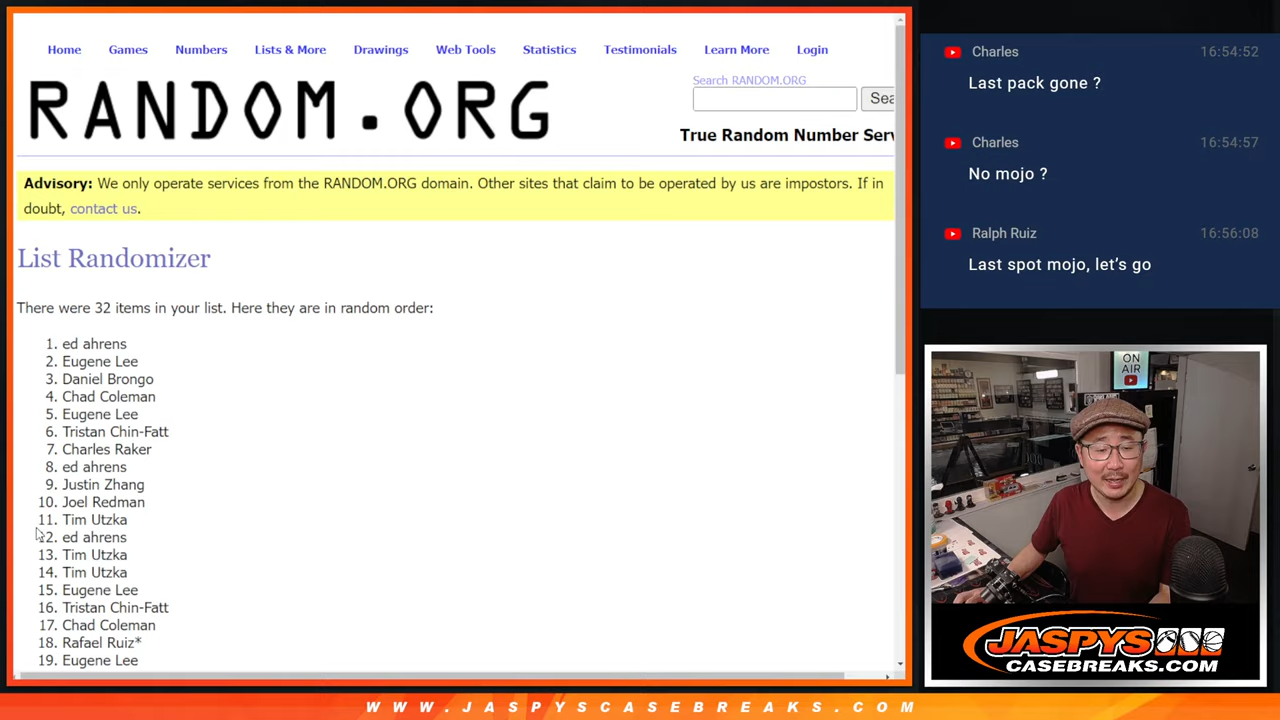 Home Games Numbers Lists & More Drawings Web Tools Statistics Testimonials Learn More Login
RANDOM.ORG
Search RANDOM.ORG
Sea
True Random Number Serv
Advisory: We only operate services from the RANDOM.ORG domain. Other sites that claim to be operated by us are impostors. If in
doubt, contact us.
List Randomizer
There were 32 items in your list. Here they are in random order:
1. ed ahrens
2. Eugene Lee
3. Daniel Brongo
4. Chad Coleman
5. Eugene Lee
6. Tristan Chin-Fatt
7. Charles Raker
8. ed ahrens
9. Justin Zhang
10. Joel Redman
11. Tim Utzka
12. ed ahrens
13. Tim Utzka
14. Tim Utzka
15. Eugene Lee
16. Tristan Chin-Fatt
17. Chad Coleman
18. Rafael Ruiz*
19. Eugene Lee
Charles 16:54:52
Last pack gone ?
Charles 16:54:57
No mojo ?
Ralph Ruiz 16:56:08
Last spot mojo, let's go
ON
AIR
JASPYS
CASEBREAKS.COM
WWW.JASPYSCASEBREAKS.COM